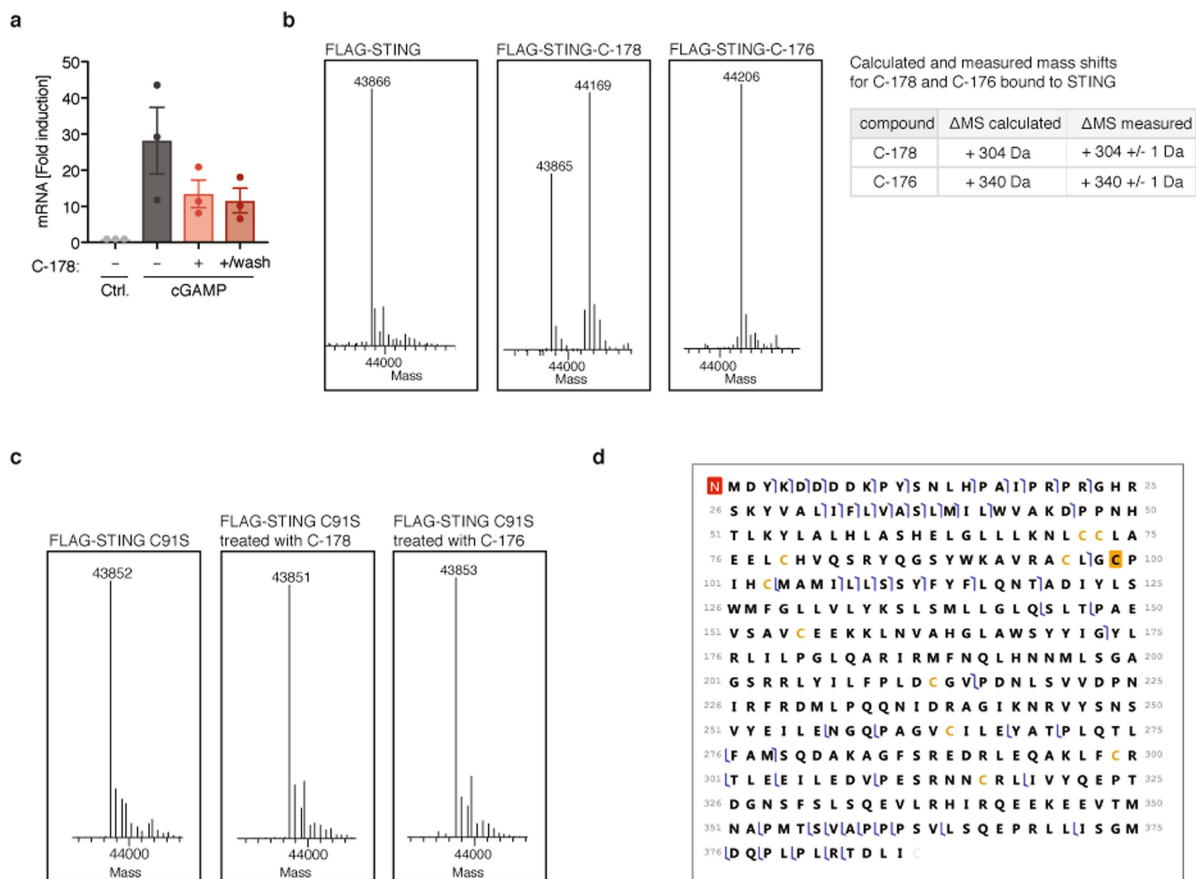 a
50
40
30
20
10
0
mRNA [Fold induction]
C-178: – – + +/wash
Ctrl. cGAMP
b
FLAG-STING
43866
44000
Mass
FLAG-STING-C-178
44169
43865
44000
Mass
FLAG-STING-C-176
44206
44000
Mass
Calculated and measured mass shifts
for C-178 and C-176 bound to STING
compound ΔMS calculated ΔMS measured
C-178 + 304 Da + 304 +/- 1 Da
C-176 + 340 Da + 340 +/- 1 Da
c
FLAG-STING C91S
43852
44000
Mass
FLAG-STING C91S
treated with C-178
43851
44000
Mass
FLAG-STING C91S
treated with C-176
43853
44000
Mass
d
N M D Y K D D D D K P Y S N L H P A I P R P R G H R 25
26 S K Y V A L I F L V A S L M I L W V A K D P P N H 50
51 T L K Y L A L H L A S H E L G L L L K N L C C L A 75
76 E E L C H V Q S R Y Q G S Y W K A V R A C L G C P 100
101 I H C M A M I L L S S Y F Y F L Q N T A D I Y L S 125
126 W M F G L L V L Y K S L S M L L G L Q S L T P A E 150
151 V S A V C E E K K L N V A H G L A W S Y Y I G Y L 175
176 R L I L P G L Q A R I R M F N Q L H N N M L S G A 200
201 G S R R L Y I L F P L D C G V P D N L S V V D P N 225
226 I R F R D M L P Q Q N I D R A G I K N R V Y S N S 250
251 V Y E I L E N G Q P A G V C I L E Y A T P L Q T L 275
276 F A M S Q D A K A G F S R E D R L E Q A K L F C R 300
301 T L E E I L E D V P E S R N N C R L I V Y Q E P T 325
326 D G N S F S L S Q E V L R H I R Q E E K E E V T M 350
351 N A P M T S V A P P P S V L S Q E P R L L I S G M 375
376 D Q P L P L R T D L I C